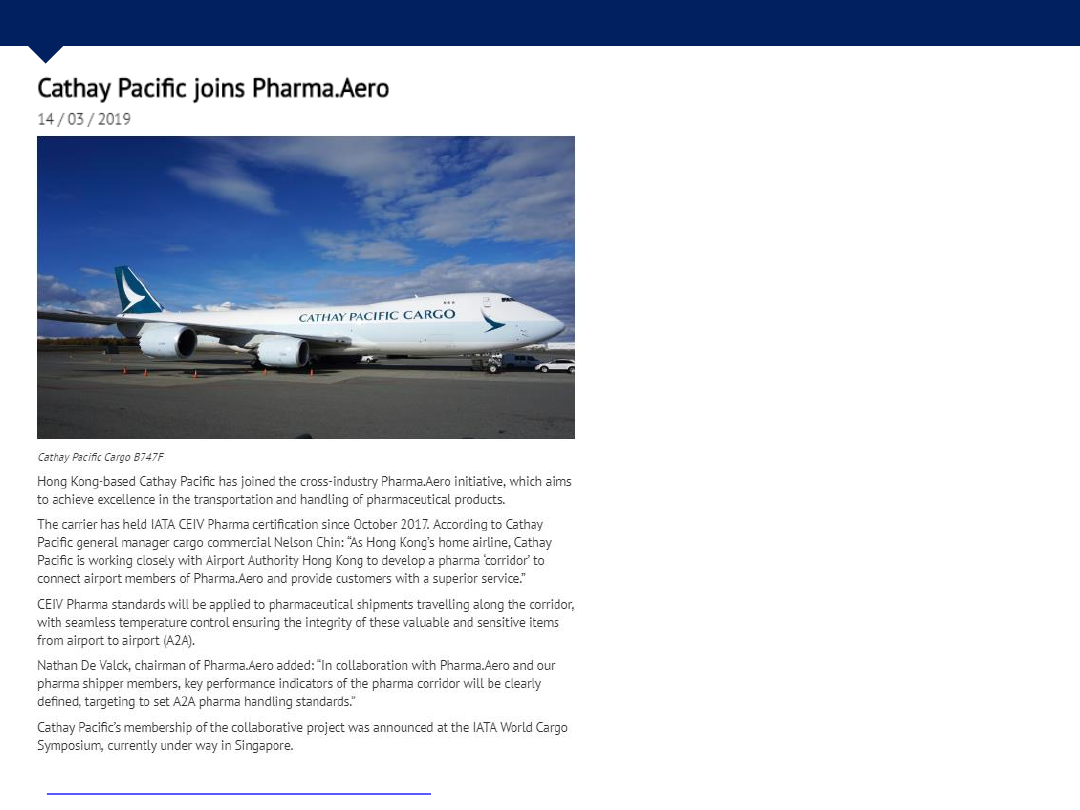 Cathay Pacific joins Pharma.Aero
14 / 03 / 2019
CATHAY PACIFIC CARGO
Cathay Pacific Cargo B747F
Hong Kong-based Cathay Pacific has joined the cross-industry Pharma.Aero initiative, which aims
to achieve excellence in the transportation and handling of pharmaceutical products.
The carrier has held IATA CEIV Pharma certification since October 2017. According to Cathay
Pacific general manager cargo commercial Nelson Chin: “As Hong Kong’s home airline, Cathay
Pacific is working closely with Airport Authority Hong Kong to develop a pharma ‘corridor’ to
connect airport members of Pharma.Aero and provide customers with a superior service.”
CEIV Pharma standards will be applied to pharmaceutical shipments travelling along the corridor,
with seamless temperature control ensuring the integrity of these valuable and sensitive items
from airport to airport (A2A).
Nathan De Valck, chairman of Pharma.Aero added: “In collaboration with Pharma.Aero and our
pharma shipper members, key performance indicators of the pharma corridor will be clearly
defined, targeting to set A2A pharma handling standards.”
Cathay Pacific’s membership of the collaborative project was announced at the IATA World Cargo
Symposium, currently under way in Singapore.